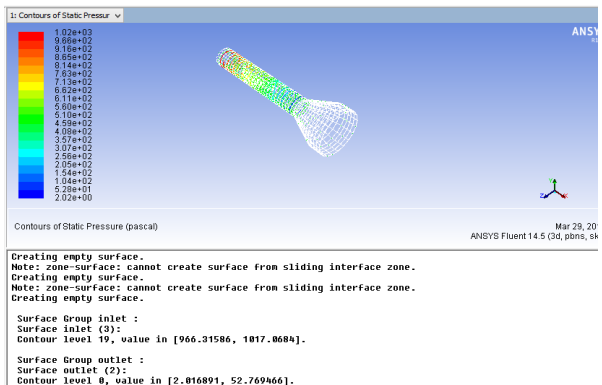 1: Contours of Static Pressur
1.02e+03
9.66e+02
9.16e+02
8.65e+02
8.14e+02
7.63e+02
7.13e+02
6.62e+02
6.11e+02
5.60e+02
5.10e+02
4.59e+02
4.08e+02
3.57e+02
3.07e+02
2.56e+02
2.05e+02
1.54e+02
1.04e+02
5.28e+01
2.02e+00
ANSY
Y
Z
X
Contours of Static Pressure (pascal)
Mar 29, 20
ANSYS Fluent 14.5 (3d, pbns, sk
Creating empty surface.
Note: zone-surface: cannot create surface from sliding interface zone.
Creating empty surface.
Note: zone-surface: cannot create surface from sliding interface zone.
Creating empty surface.
Surface Group inlet :
Surface inlet (3):
Contour level 19, value in [966.31586, 1017.0684].
Surface Group outlet :
Surface outlet (2):
Contour level 0, value in [2.016891, 52.769466].